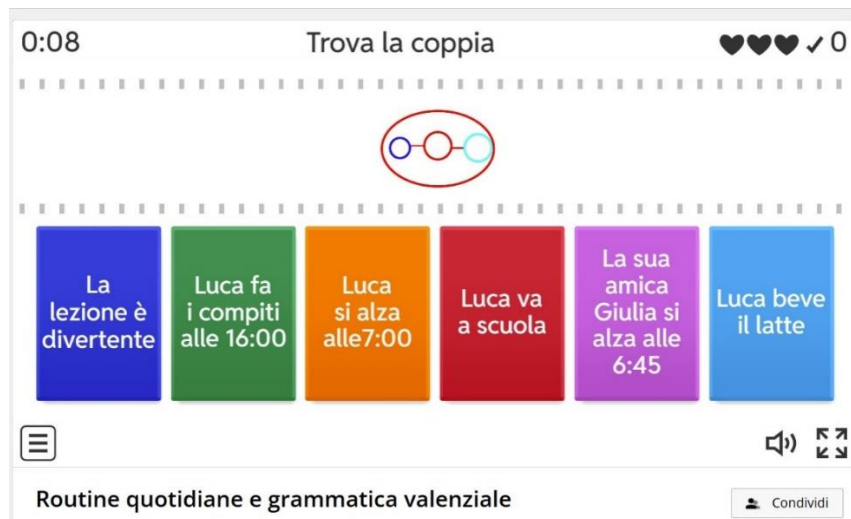 0:08
Trova la coppia
✓ 0
La
lezione è
divertente
Luca fa
i compiti
alle 16:00
Luca
si alza
alle7:00
Luca va
a scuola
La sua
amica
Giulia si
alza alle
6:45
Luca beve
il latte
Routine quotidiane e grammatica valenziale
Condividi